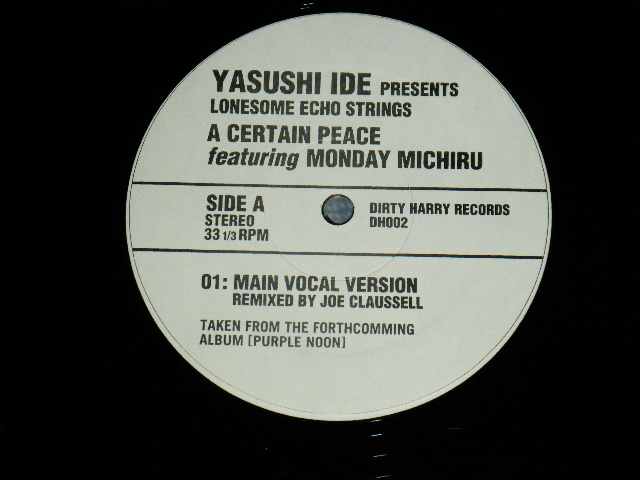 YASUSHI IDE PRESENTS
LONESOME ECHO STRINGS
A CERTAIN PEACE
featuring MONDAY MICHIRU
SIDE A
STEREO
33 1/3 RPM
DIRTY HARRY RECORDS
DH002
01: MAIN VOCAL VERSION
REMIXED BY JOE CLAUSSELL
TAKEN FROM THE FORTHCOMMING
ALBUM [PURPLE NOON]